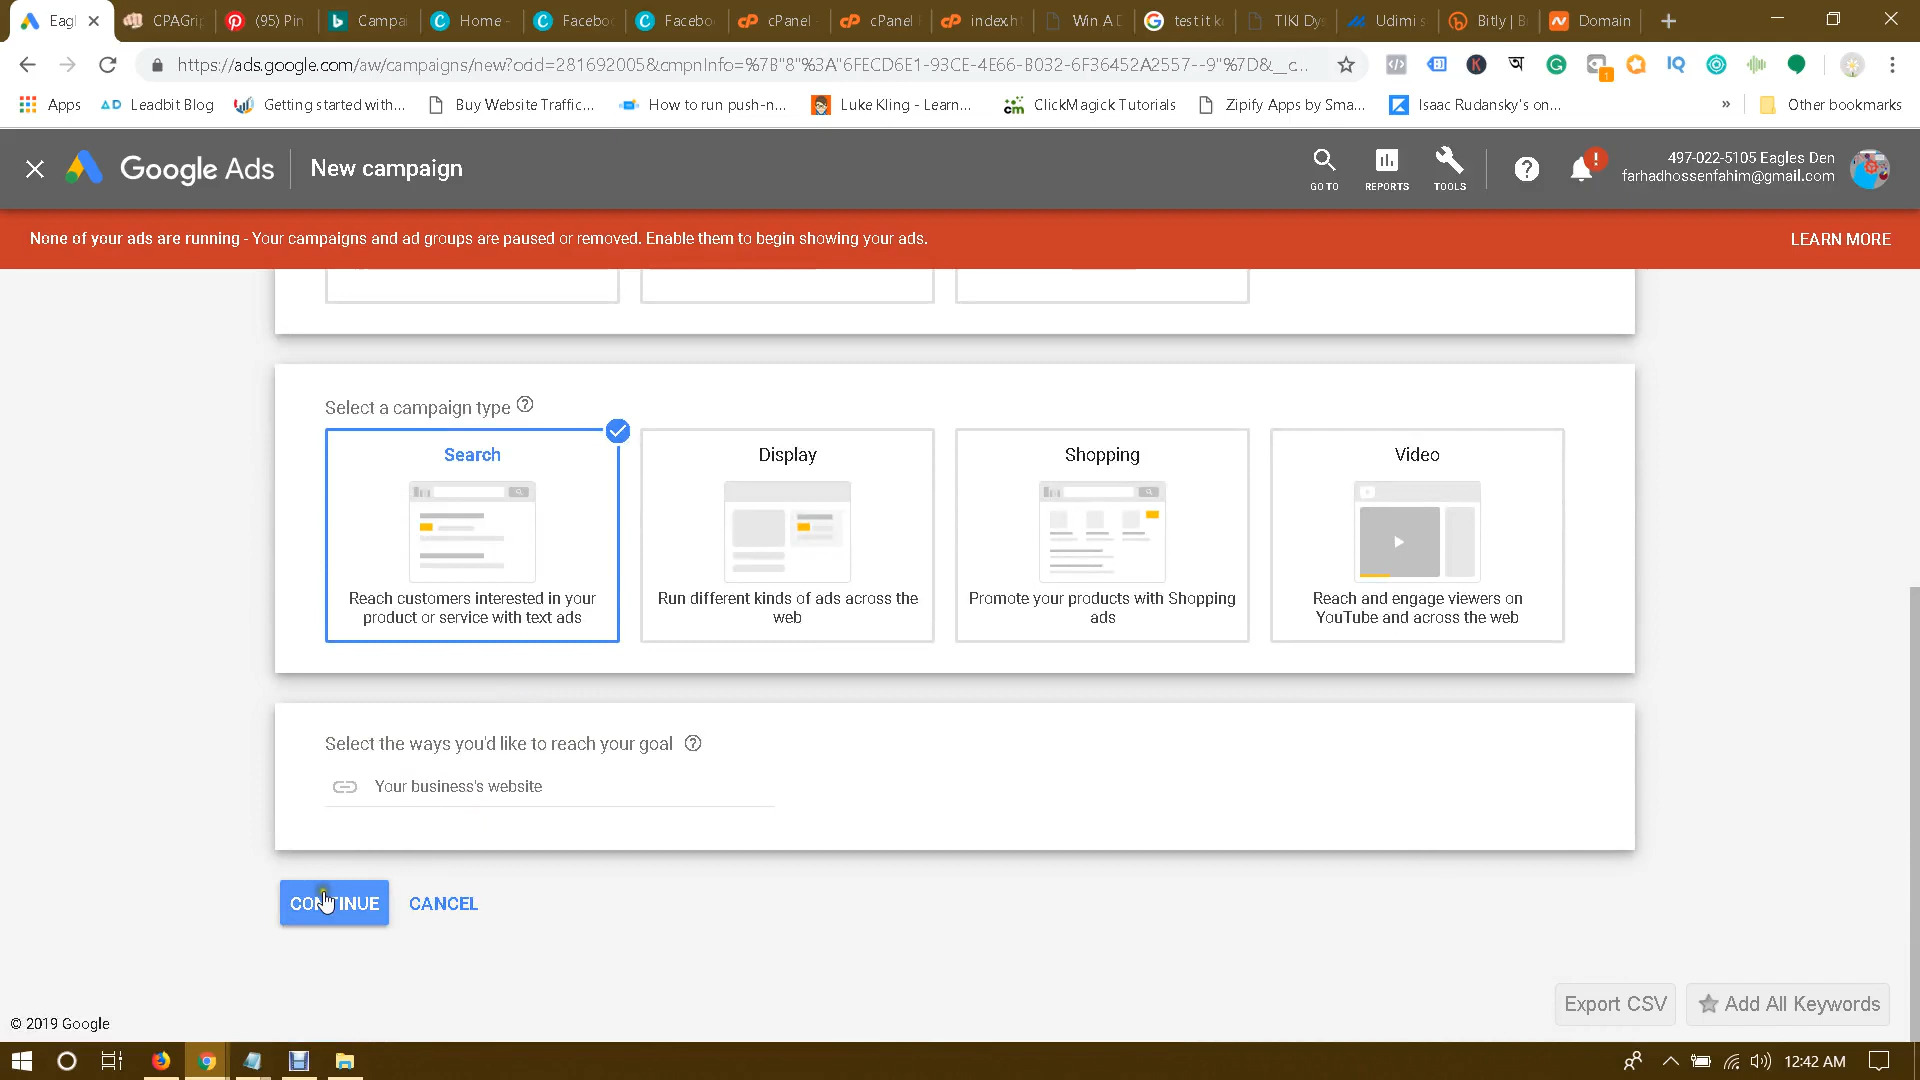 Eagl
CPAGrip
(95) Pin
Campai
Home -
Facebo
Facebo
cPanel -
cPanel
index.h
Win A D
test it k
TIKI Dys
Udimi s
Bitly | B
Domain
https://ads.google.com/aw/campaigns/new?ocid=281692005&cmpnInfo=%7B"8"%3A"6FECD6E1-93CE-4E66-B032-6F36452A2557--9"%7D&__c...
Apps
Leadbit Blog
Getting started with...
Buy Website Traffic...
How to run push-n...
Luke Kling - Learn...
ClickMagick Tutorials
Zipify Apps by Sma...
Isaac Rudansky's on...
»
Other bookmarks
Google Ads
New campaign
GO TO
REPORTS
TOOLS
497-022-5105 Eagles Den
farhadhossenfahim@gmail.com
None of your ads are running - Your campaigns and ad groups are paused or removed. Enable them to begin showing your ads.
LEARN MORE
Select a campaign type
Search
Reach customers interested in your
product or service with text ads
Display
Run different kinds of ads across the
web
Shopping
Promote your products with Shopping
ads
Video
Reach and engage viewers on
YouTube and across the web
Select the ways you'd like to reach your goal
Your business's website
CONTINUE
CANCEL
Export CSV
Add All Keywords
© 2019 Google
12:42 AM